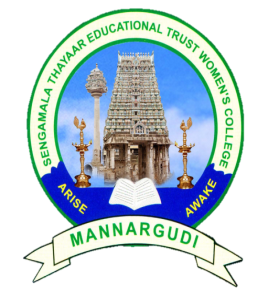 SENGAMALA THAYAAR EDUCATIONAL TRUST WOMEN'S COLLEGE
ARISE
AWAKE
MANNARGUDI